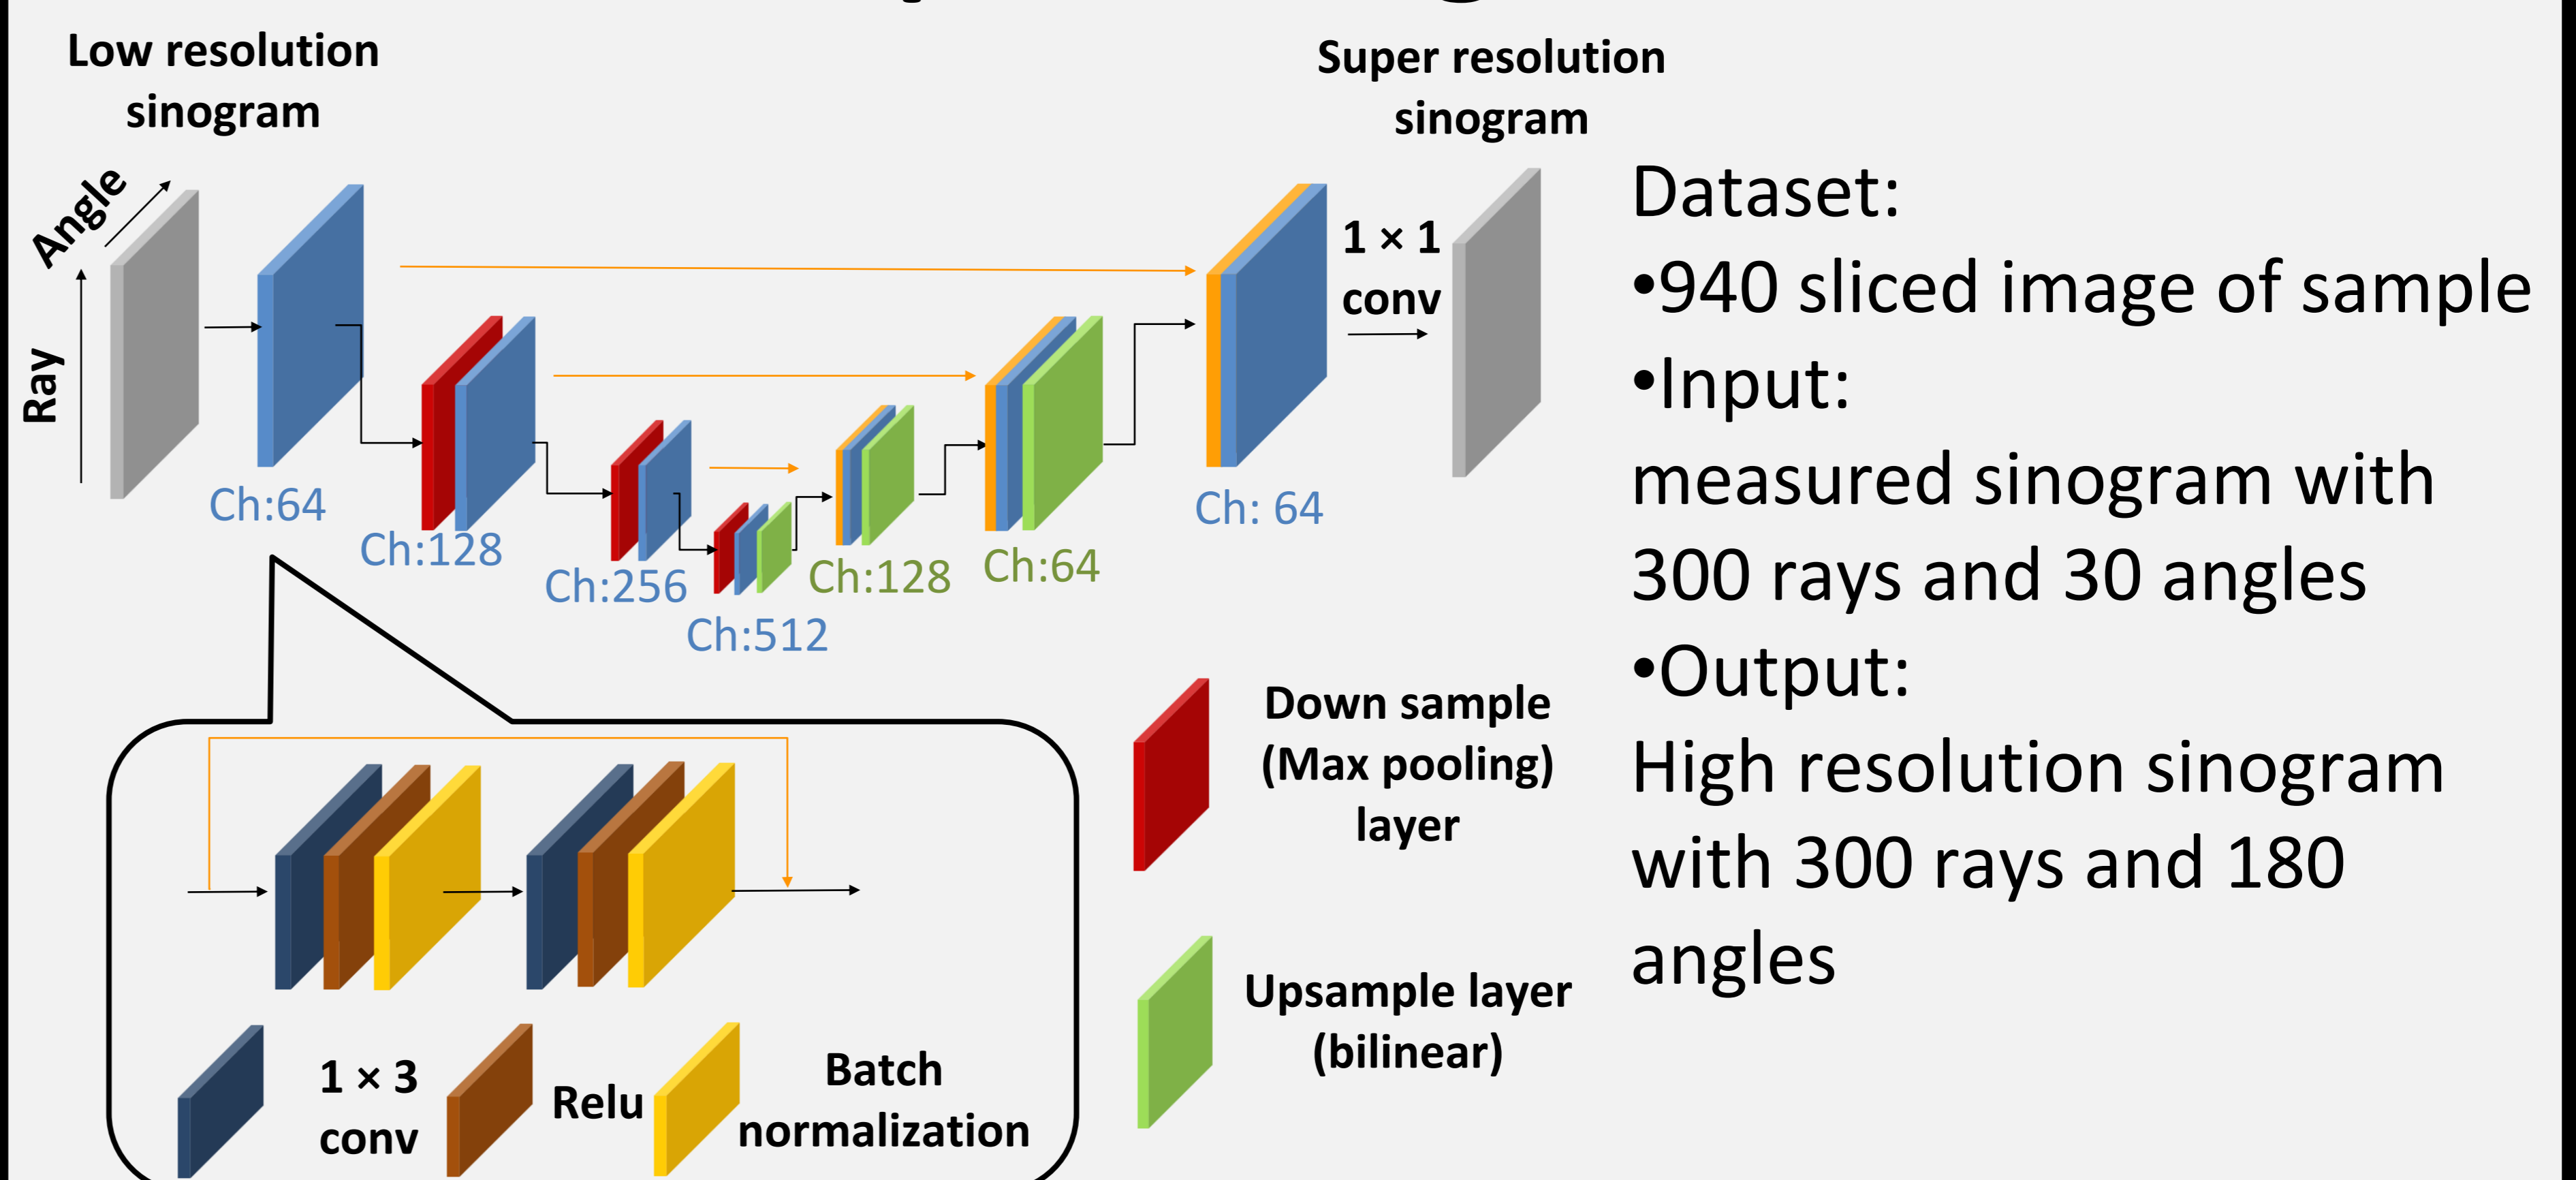 Low resolution
sinogram
Super resolution
sinogram
Angle
Ray
1 × 1
conv
Ch:64
Ch:128
Ch:256
Ch:512
Ch:128
Ch:64
Ch: 64
Dataset:
•940 sliced image of sample
•Input:
measured sinogram with
300 rays and 30 angles
•Output:
High resolution sinogram
with 300 rays and 180
angles
Down sample
(Max pooling)
layer
Upsample layer
(bilinear)
1 × 3
conv
Relu
Batch
normalization